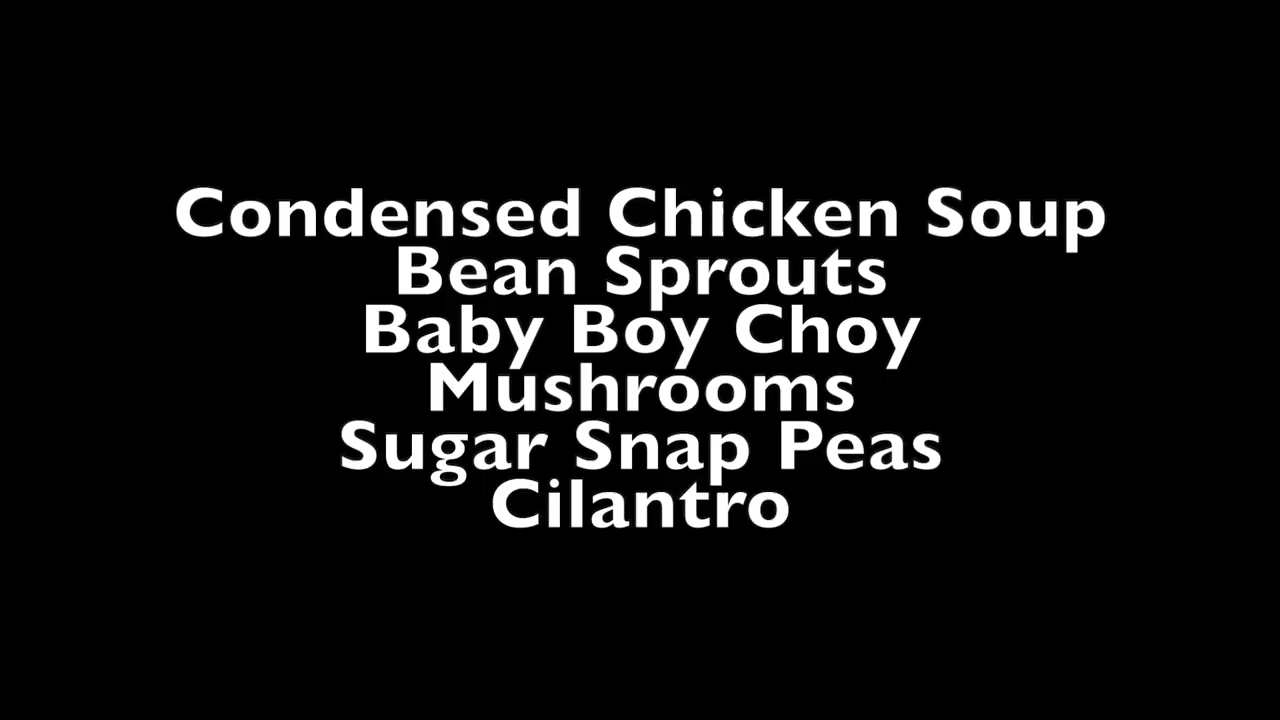 Condensed Chicken Soup
Bean Sprouts
Baby Boy Choy
Mushrooms
Sugar Snap Peas
Cilantro